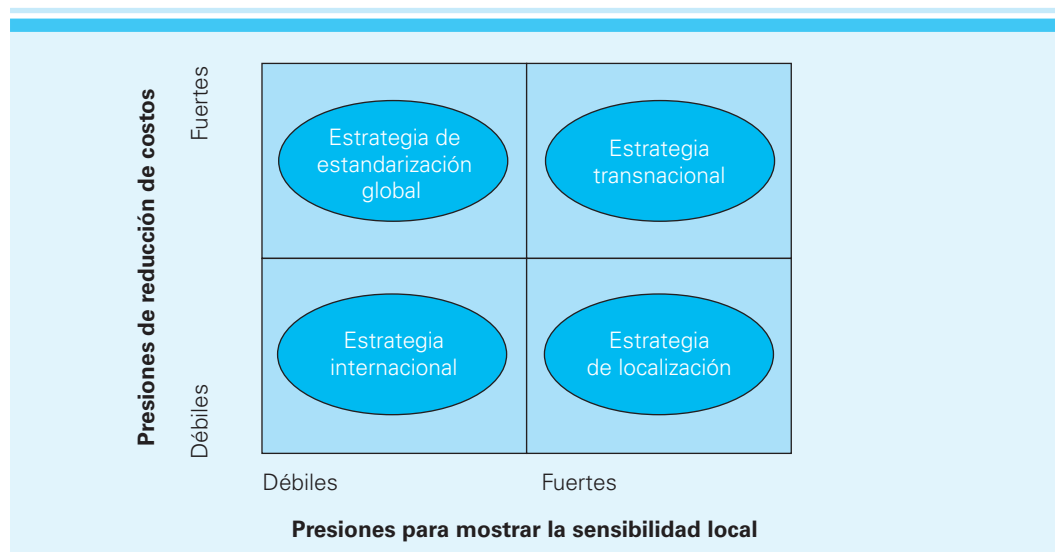 Presiones de reducción de costos
Fuertes
Débiles
Estrategia de
estandarización
global
Estrategia
transnacional
Estrategia
internacional
Estrategia
de localización
Débiles
Fuertes
Presiones para mostrar la sensibilidad local